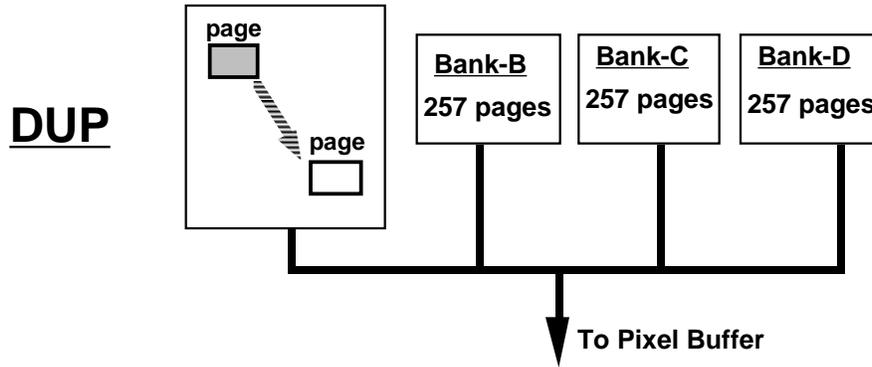 DUP
page
page
Bank-B
257 pages
Bank-C
257 pages
Bank-D
257 pages
To Pixel Buffer